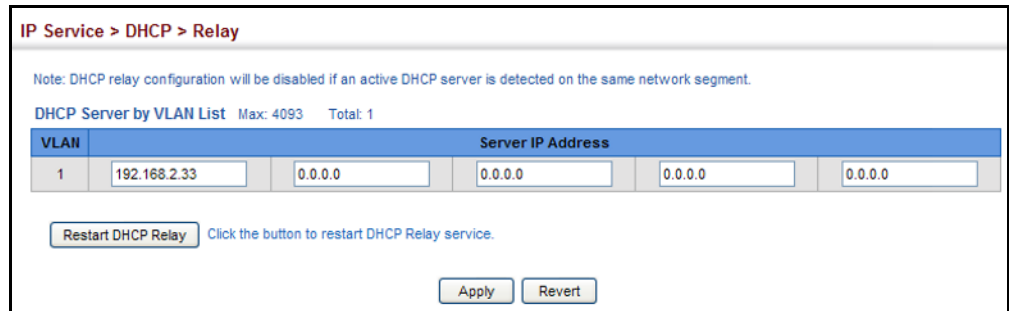 IP Service > DHCP > Relay
Note: DHCP relay configuration will be disabled if an active DHCP server is detected on the same network segment.
DHCP Server by VLAN List Max: 4093 Total: 1
VLAN Server IP Address
1 192.168.2.33 0.0.0.0 0.0.0.0 0.0.0.0 0.0.0.0
Restart DHCP Relay Click the button to restart DHCP Relay service.
Apply Revert